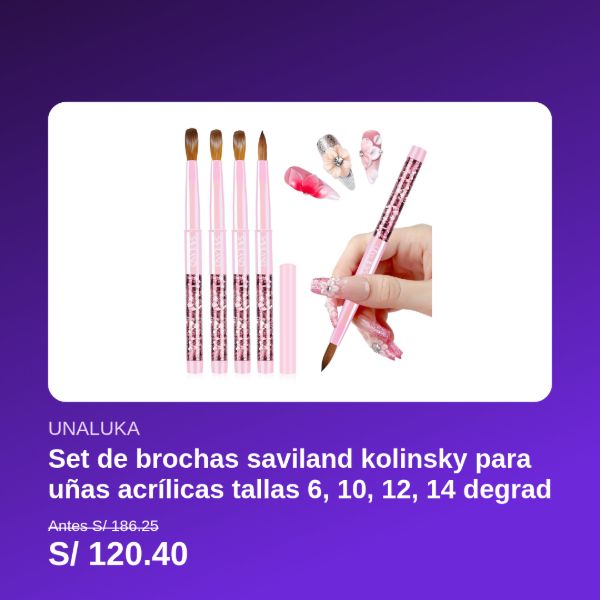 UNALUKA
Set de brochas saviland kolinsky para
uñas acrílicas tallas 6, 10, 12, 14 degrad
Antes S/ 186.25
S/ 120.40